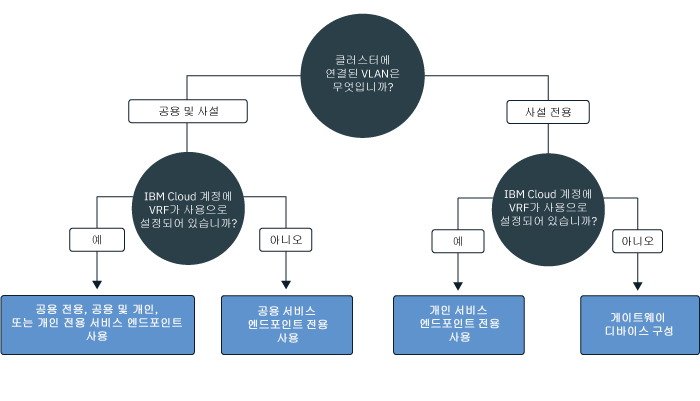 클러스터에
연결된 VLAN은
무엇입니까?
공용 및 사설
사설 전용
IBM Cloud 계정에
VRF가 사용으로
설정되어 있습니까?
IBM Cloud 계정에
VRF가 사용으로
설정되어 있습니까?
예
아니오
예
아니오
공용 전용, 공용 및 개인,
또는 개인 전용 서비스 엔드포인트
사용
공용 서비스
엔드포인트 전용
사용
개인 서비스
엔드포인트 전용
사용
게이트웨이
디바이스 구성